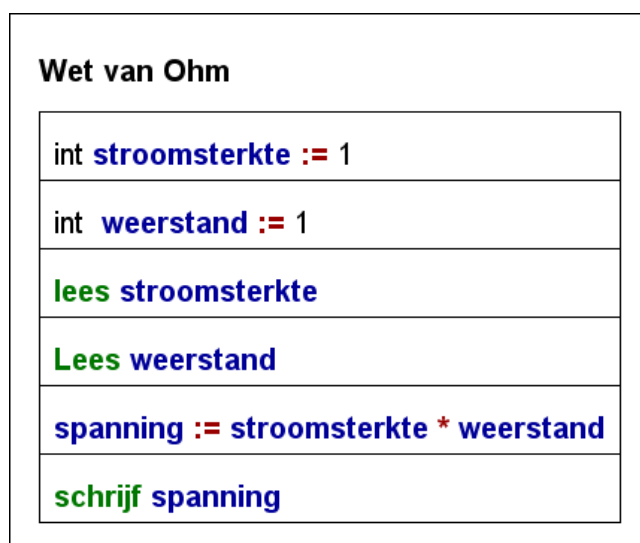 Wet van Ohm
int stroomsterkte := 1
int weerstand := 1
lees stroomsterkte
Lees weerstand
spanning := stroomsterkte * weerstand
schrijf spanning